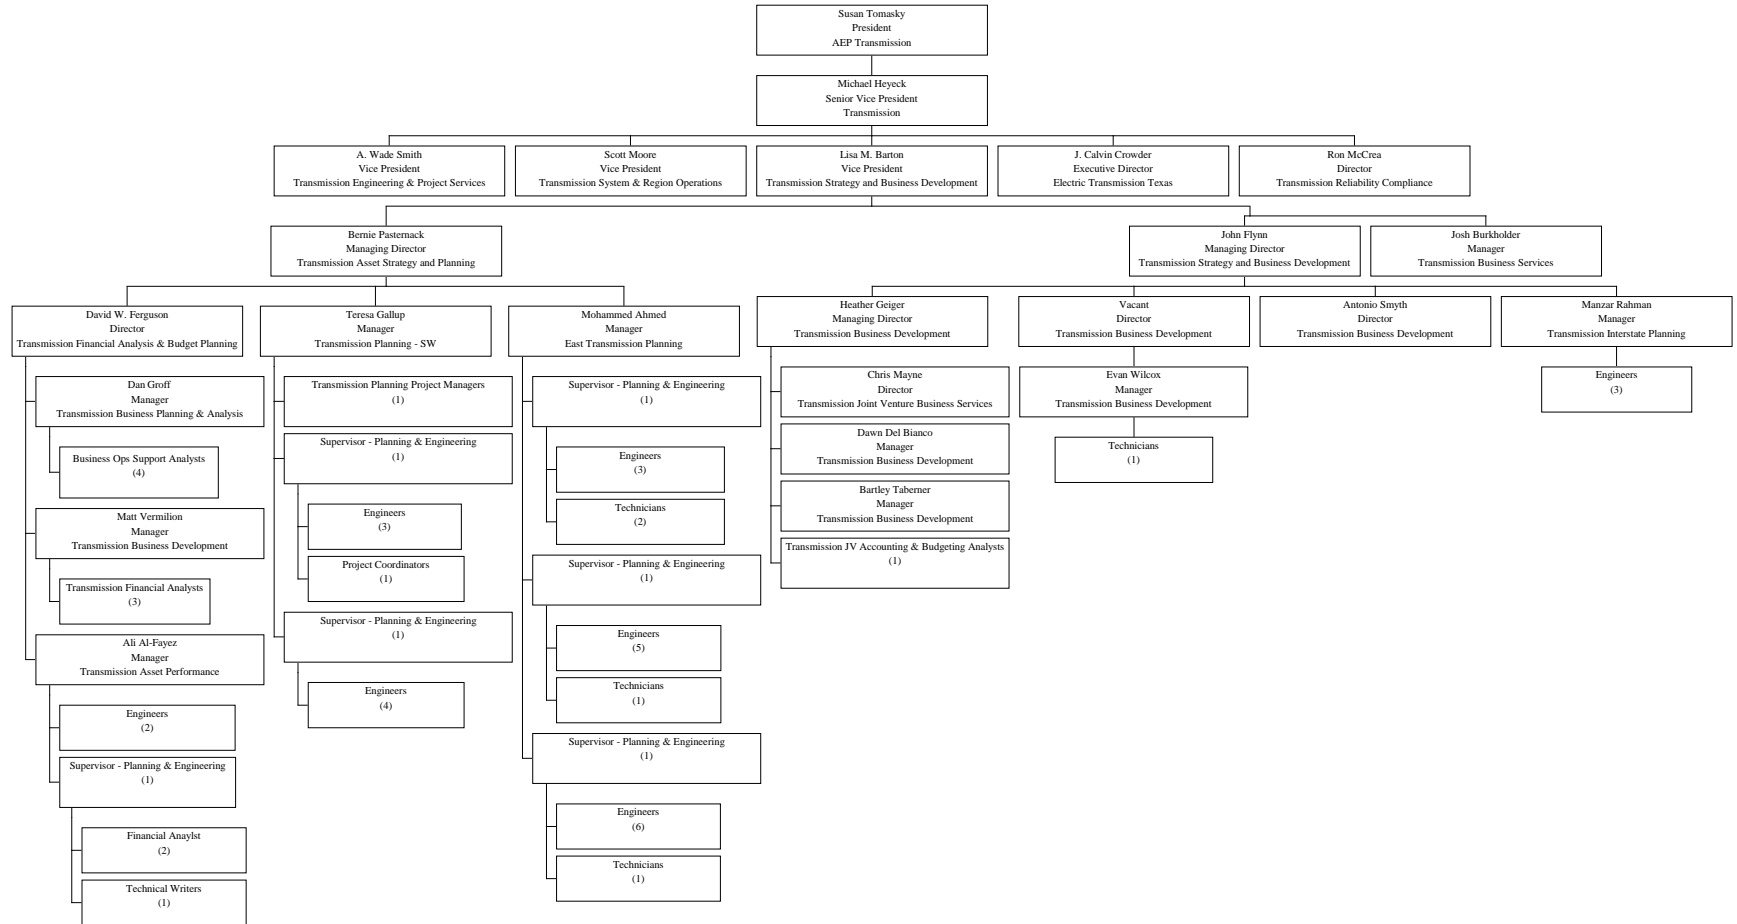 Susan Tomasky
President
AEP Transmission
Michael Heyeck
Senior Vice President
Transmission
A. Wade Smith
Vice President
Transmission Engineering & Project Services
Scott Moore
Vice President
Transmission System & Region Operations
Lisa M. Barton
Vice President
Transmission Strategy and Business Development
J. Calvin Crowder
Executive Director
Electric Transmission Texas
Ron McCrea
Director
Transmission Reliability Compliance
Bernie Pasternack
Managing Director
Transmission Asset Strategy and Planning
John Flynn
Managing Director
Transmission Strategy and Business Development
Josh Burkholder
Manager
Transmission Business Services
David W. Ferguson
Director
Transmission Financial Analysis & Budget Planning
Dan Groff
Manager
Transmission Business Planning & Analysis
Business Ops Support Analysts
(4)
Matt Vermilion
Manager
Transmission Business Development
Transmission Financial Analysts
(3)
Ali Al-Fayez
Manager
Transmission Asset Performance
Engineers
(2)
Supervisor - Planning & Engineering
(1)
Financial Anaylst
(2)
Technical Writers
(1)
Teresa Gallup
Manager
Transmission Planning - SW
Transmission Planning Project Managers
(1)
Supervisor - Planning & Engineering
(1)
Engineers
(3)
Project Coordinators
(1)
Supervisor - Planning & Engineering
(1)
Engineers
(4)
Mohammed Ahmed
Manager
East Transmission Planning
Supervisor - Planning & Engineering
(1)
Engineers
(3)
Technicians
(2)
Supervisor - Planning & Engineering
(1)
Engineers
(5)
Technicians
(1)
Supervisor - Planning & Engineering
(1)
Engineers
(6)
Technicians
(1)
Heather Geiger
Managing Director
Transmission Business Development
Chris Mayne
Director
Transmission Joint Venture Business Services
Dawn Del Bianco
Manager
Transmission Business Development
Bartley Taberner
Manager
Transmission Business Development
Transmission JV Accounting & Budgeting Analysts
(1)
Vacant
Director
Transmission Business Development
Evan Wilcox
Manager
Transmission Business Development
Technicians
(1)
Antonio Smyth
Director
Transmission Business Development
Manzar Rahman
Manager
Transmission Interstate Planning
Engineers
(3)